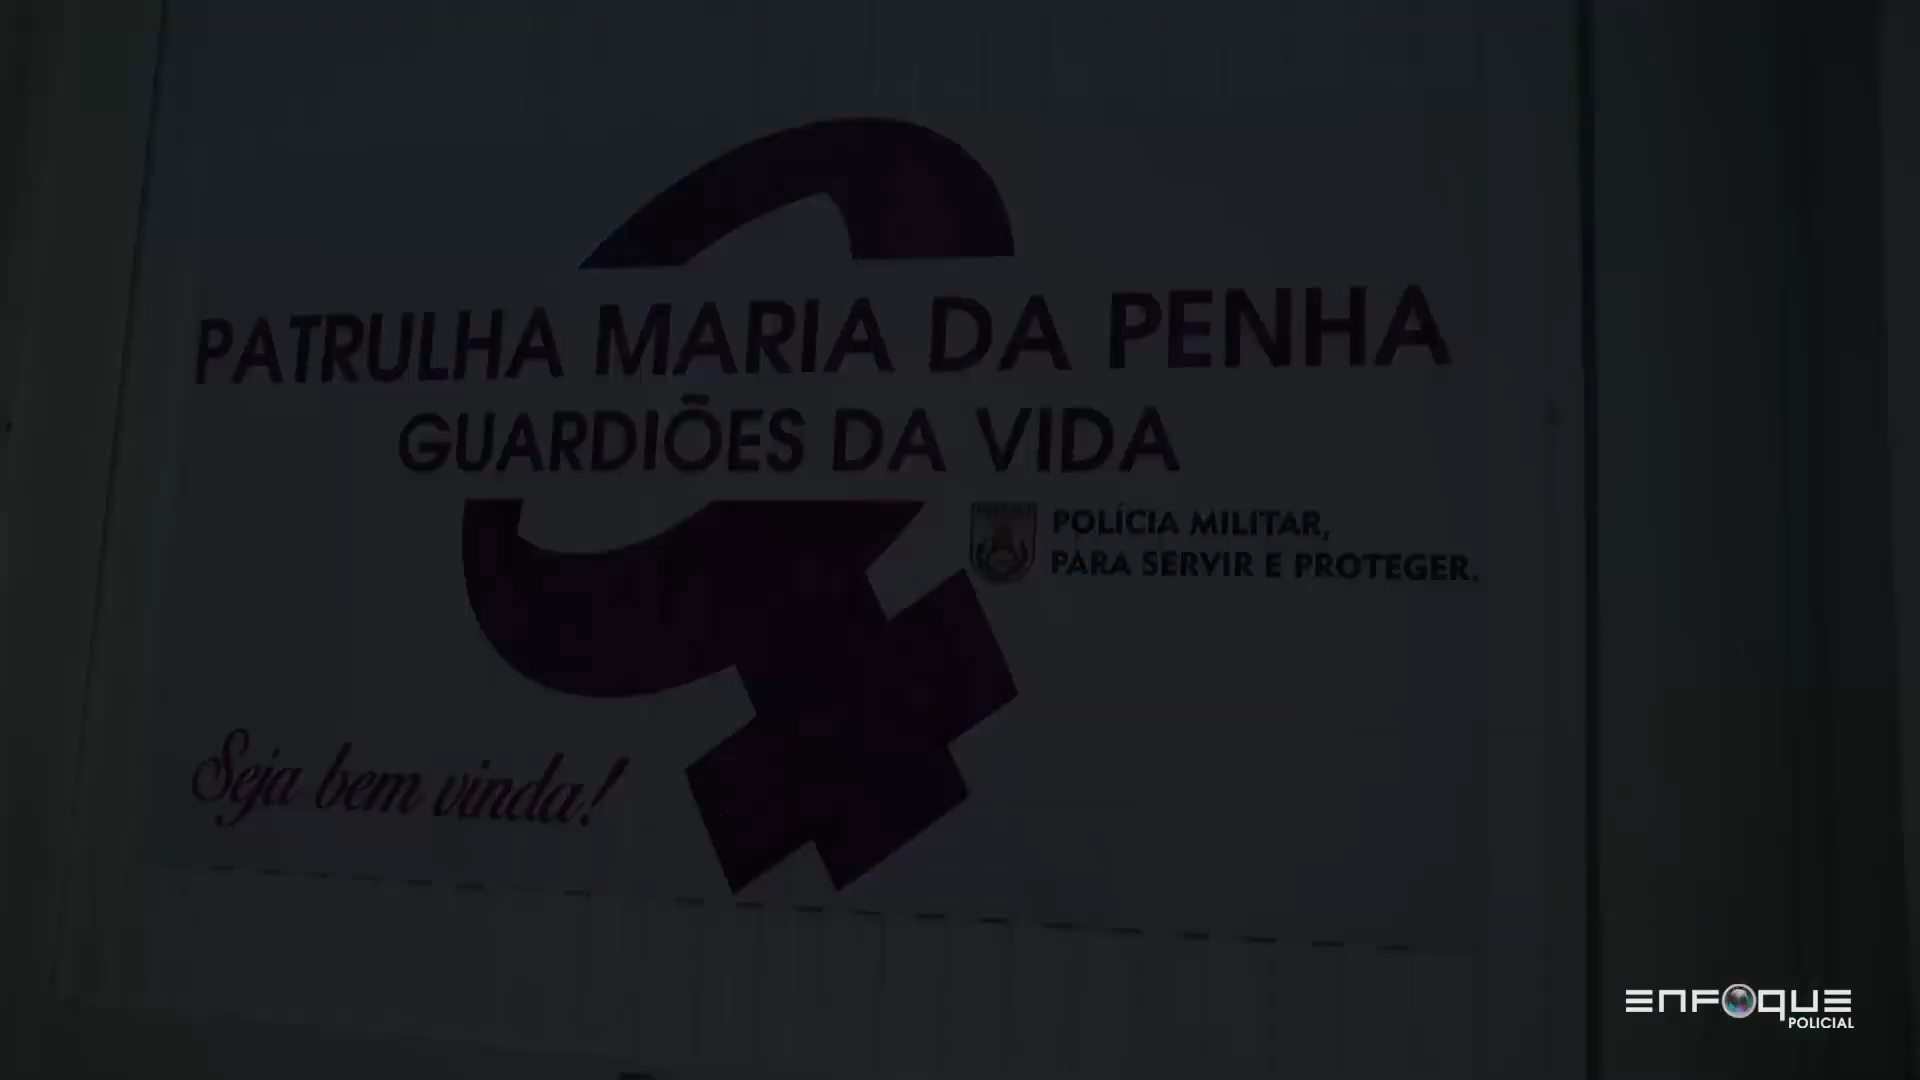 PATRULHA MARIA DA PENHA
GUARDIÕES DA VIDA
POLÍCIA MILITAR,
PARA SERVIR E PROTEGER.
Seja bem vinda!
ENFOQUE
POLICIAL